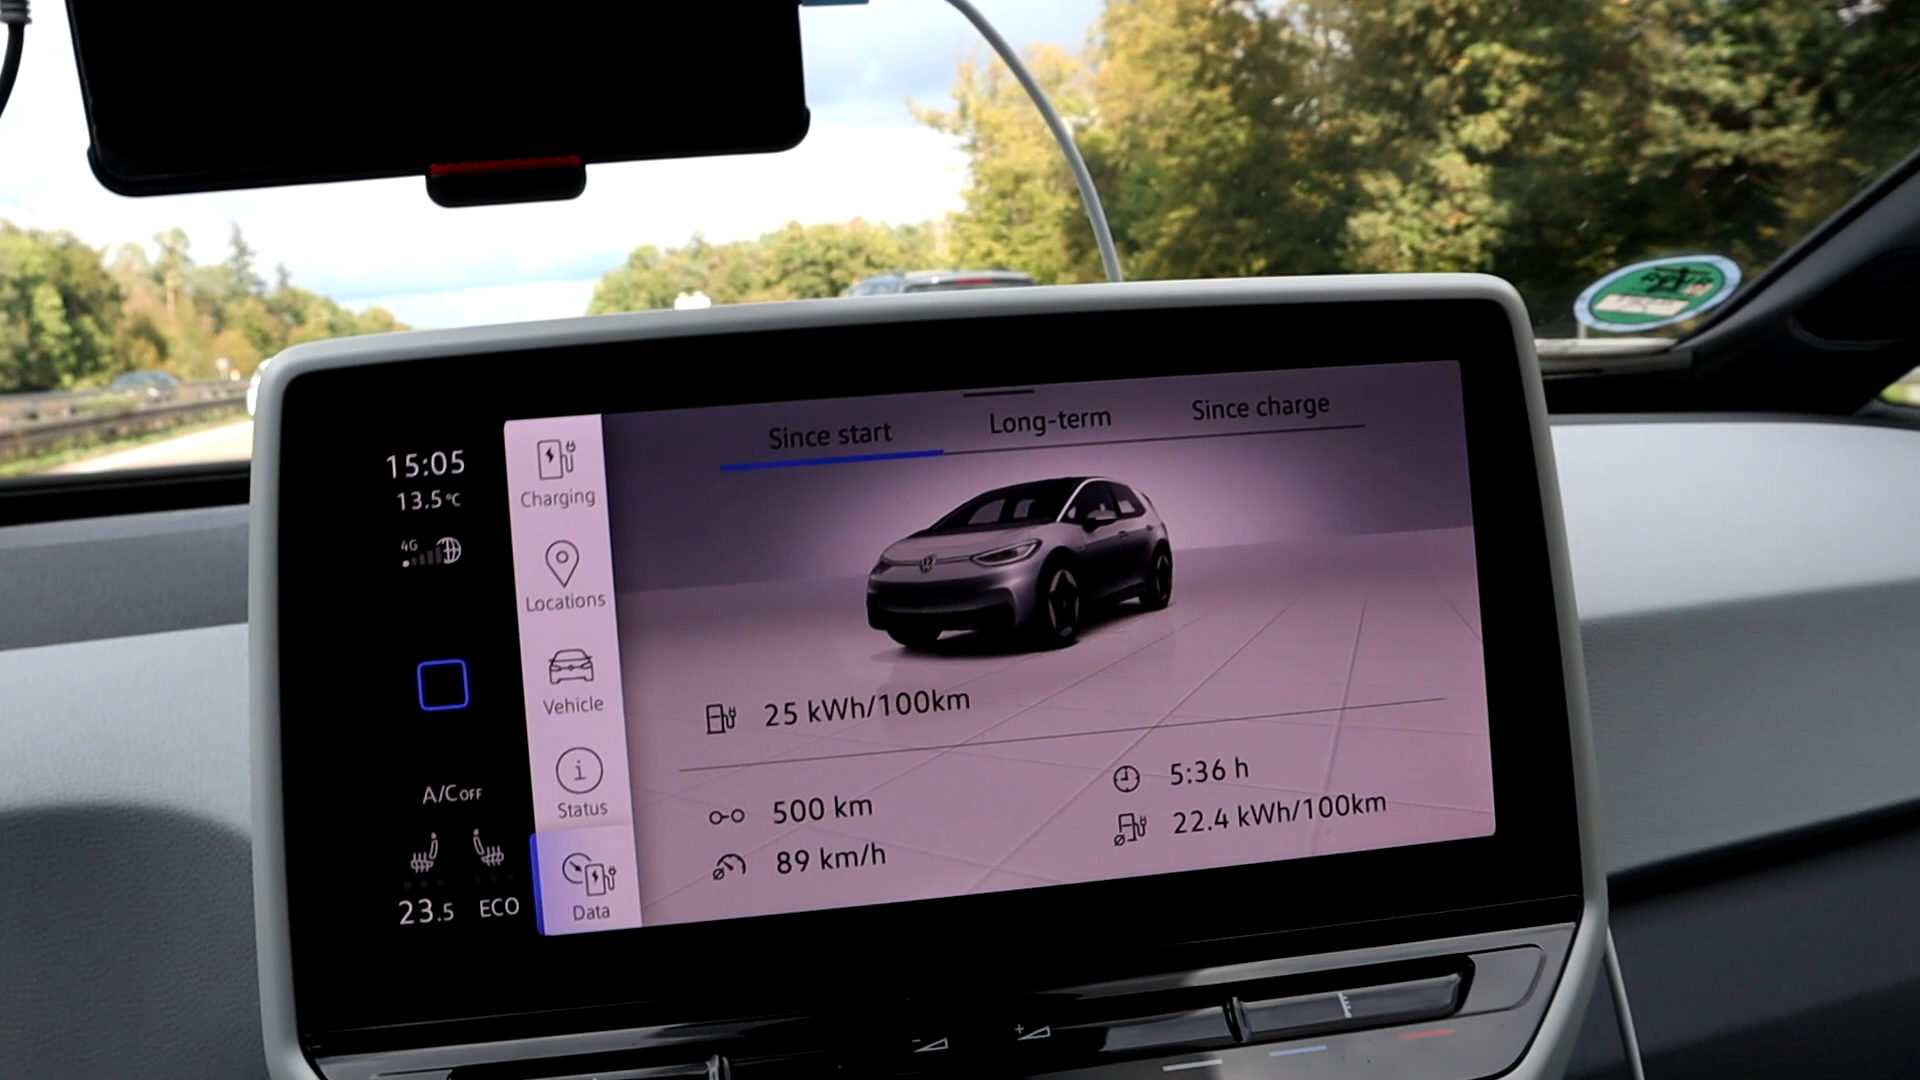 Since start
Long-term
Since charge
15:05
13.5°C
4G
A/C OFF
23.5 ECO
Charging
Locations
Vehicle
Status
Data
25 kWh/100km
500 km
89 km/h
5:36 h
22.4 kWh/100km